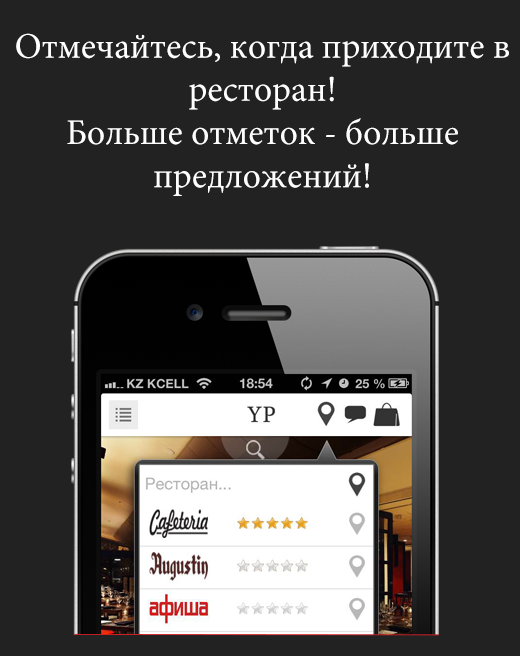 Отмечайтесь, когда приходите в
ресторан!
Больше отметок - больше
предложений!
KZ KCELL 18:54 25 %
YP
Ресторан...
Cafeteria
Augustin
афиша